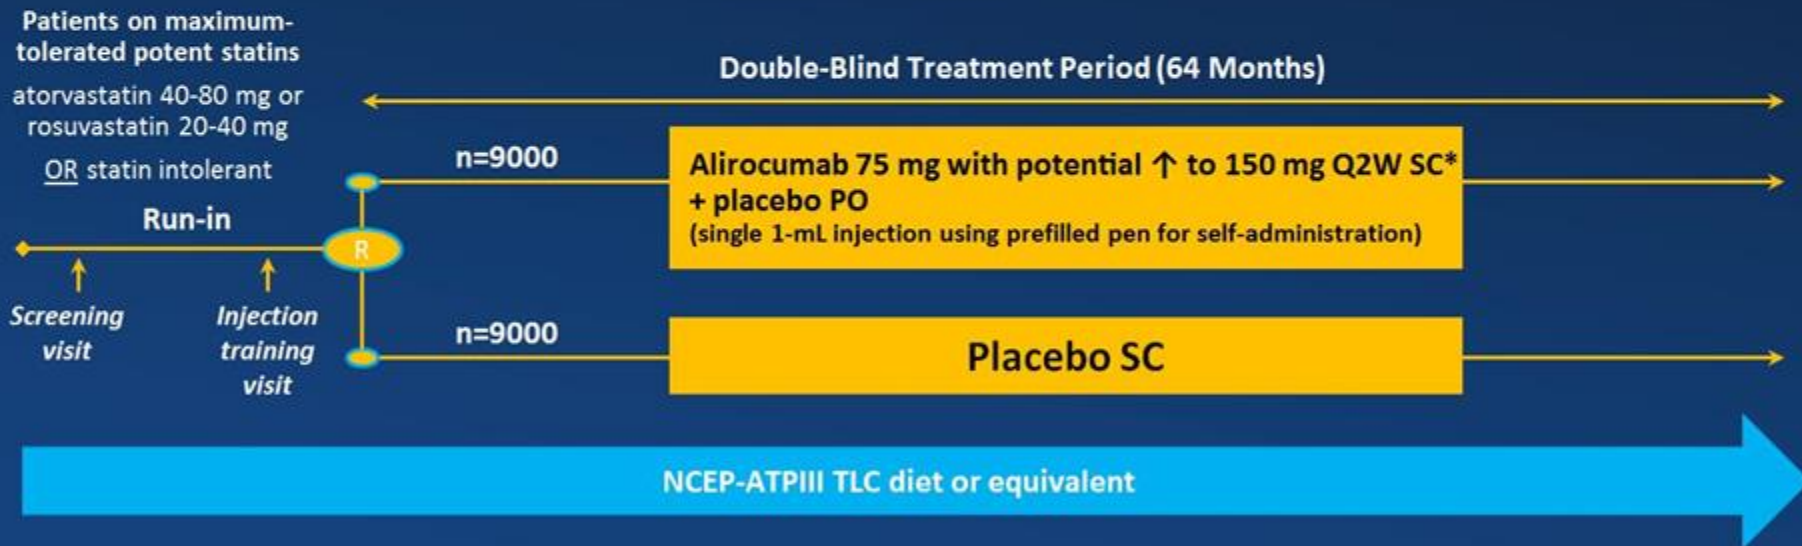 Patients on maximum-
tolerated potent statins
atorvastatin 40-80 mg or
rosuvastatin 20-40 mg
OR statin intolerant
Run-in
Screening
visit
Injection
training
visit
R
Double-Blind Treatment Period (64 Months)
n=9000
Alirocumab 75 mg with potential ↑ to 150 mg Q2W SC*
+ placebo PO
(single 1-mL injection using prefilled pen for self-administration)
n=9000
Placebo SC
NCEP-ATPIII TLC diet or equivalent